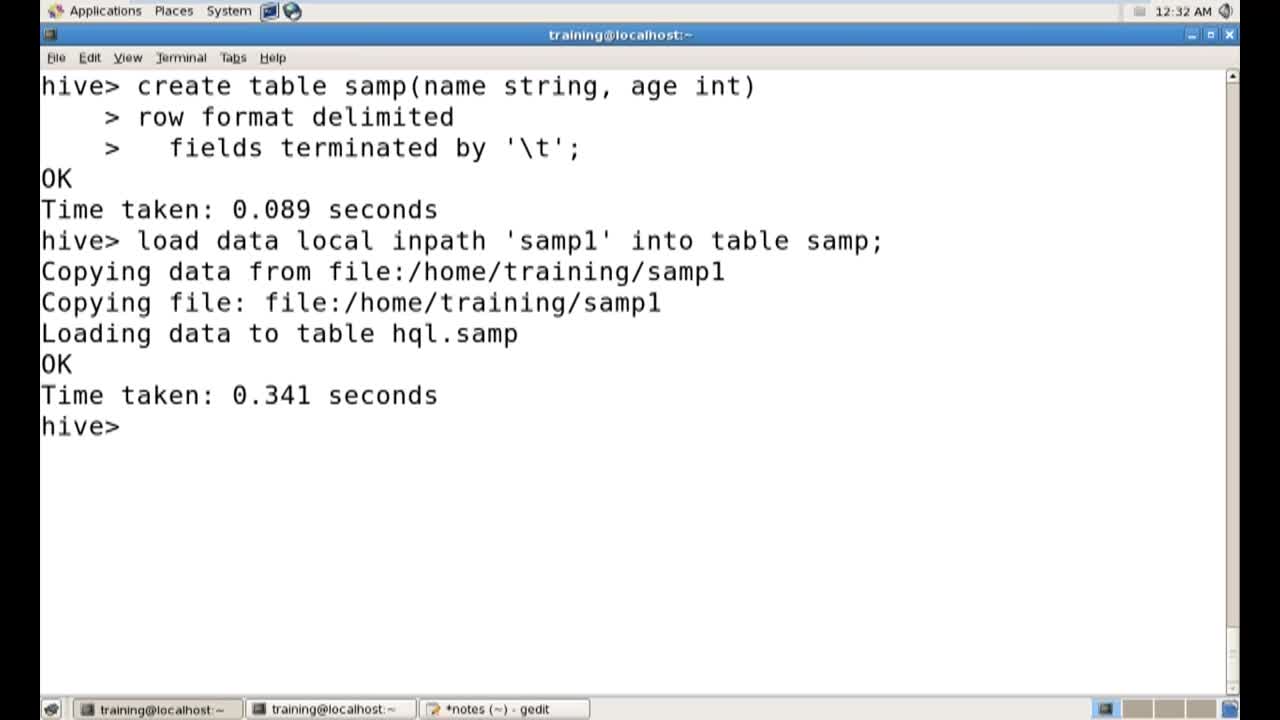 Applications Places System 12:32 AM
training@localhost:~
File Edit View Terminal Tabs Help
hive> create table samp(name string, age int)
    > row format delimited
    >   fields terminated by '\t';
OK
Time taken: 0.089 seconds
hive> load data local inpath 'samp1' into table samp;
Copying data from file:/home/training/samp1
Copying file: file:/home/training/samp1
Loading data to table hql.samp
OK
Time taken: 0.341 seconds
hive>
training@localhost:~ training@localhost:~ *notes (~) - gedit